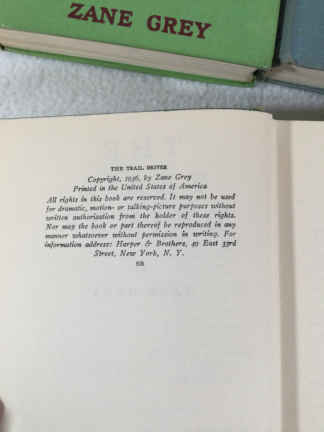 ZANE GREY
THE
THE TRAIL DRIVER
Copyright, 1936, by Zane Grey
Printed in the United States of America
All rights in this book are reserved. It may not be used
for dramatic, motion- or talking-picture purposes without
written authorization from the holder of these rights.
Nor may the book or part thereof be reproduced in any
manner whatsoever without permission in writing. For
information address: Harper & Brothers, 49 East 33rd
Street, New York, N. Y.